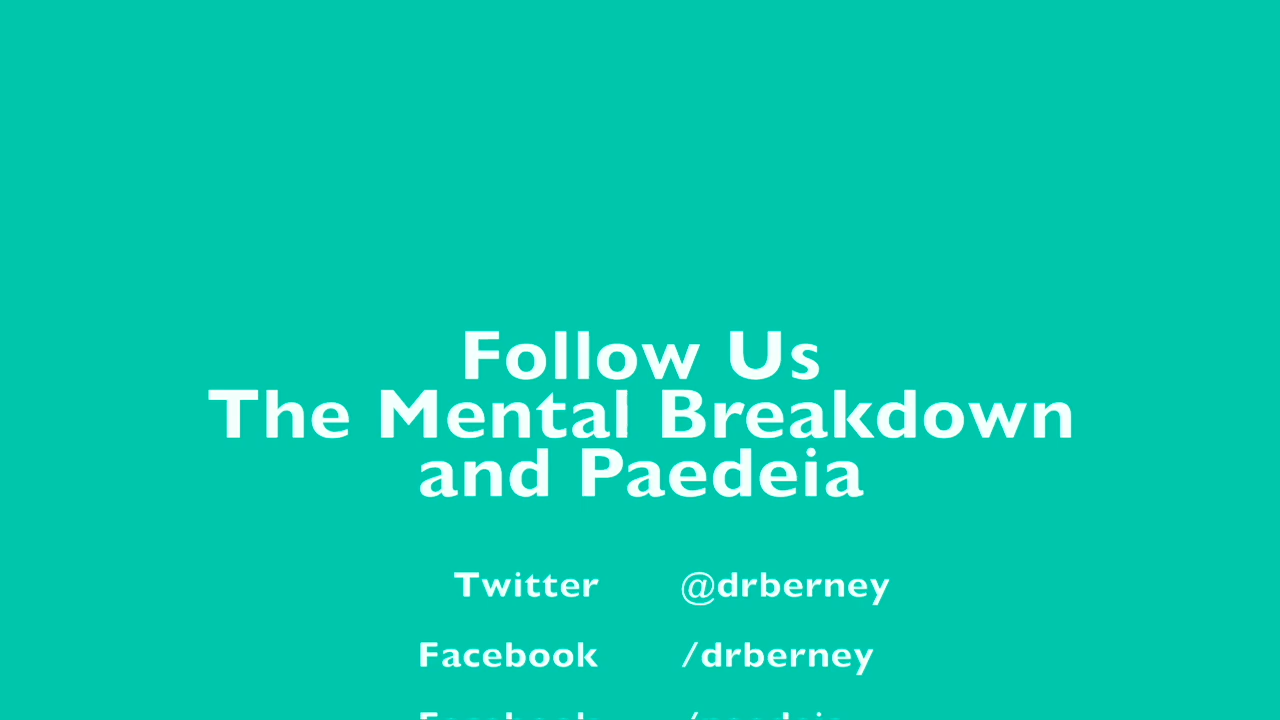 Follow Us
The Mental Breakdown
and Paedeia
Twitter @drberney
Facebook /drberney